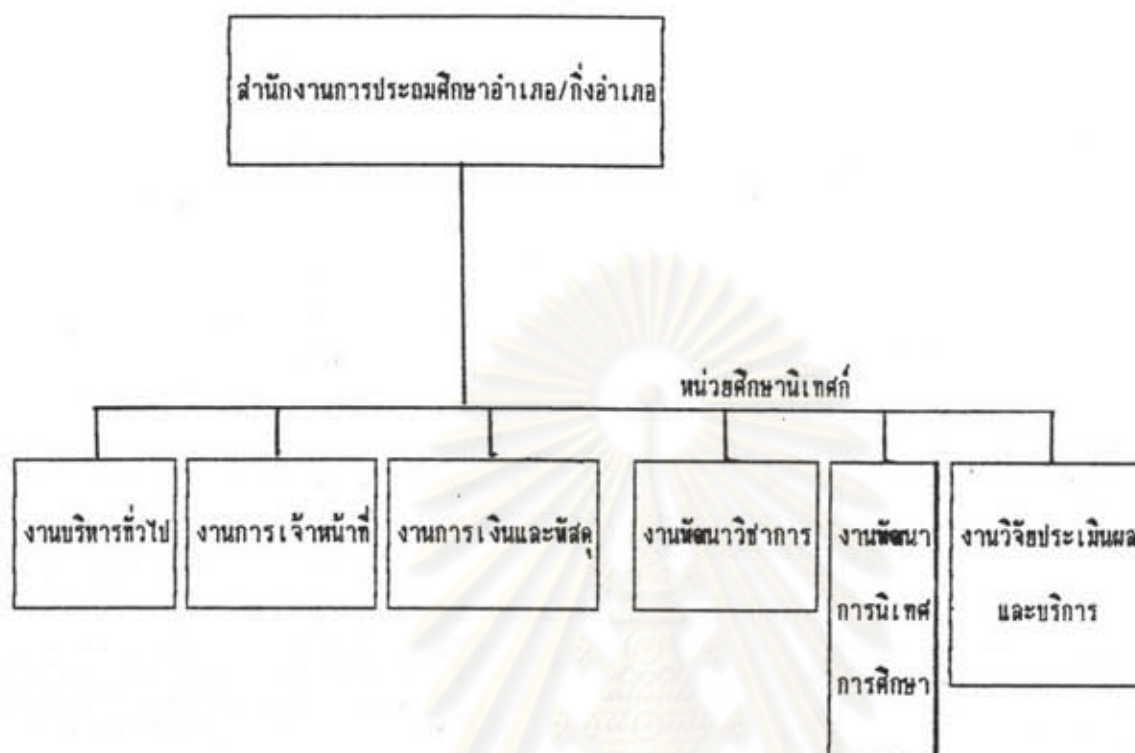 สำนักงานการประถมศึกษาอำเภอ/กิ่งอำเภอ
หน่วยศึกษานิเทศก์
งานบริหารทั่วไป
งานการเจ้าหน้าที่
งานการเงินและพัสดุ
งานพัฒนาวิชาการ
งานพัฒนา
การนิเทศ
การศึกษา
งานวิจัยประเมินผล
และบริการ